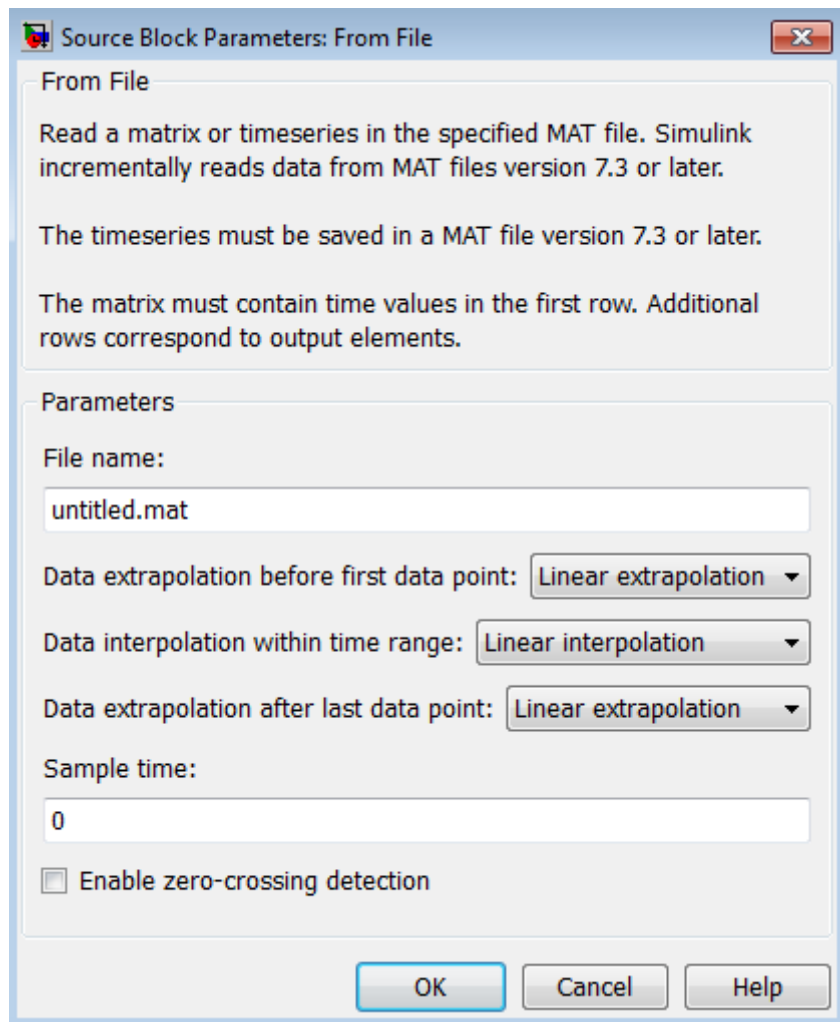 Source Block Parameters: From File
From File
Read a matrix or timeseries in the specified MAT file. Simulink
incrementally reads data from MAT files version 7.3 or later.
The timeseries must be saved in a MAT file version 7.3 or later.
The matrix must contain time values in the first row. Additional
rows correspond to output elements.
Parameters
File name:
untitled.mat
Data extrapolation before first data point: Linear extrapolation
Data interpolation within time range: Linear interpolation
Data extrapolation after last data point: Linear extrapolation
Sample time:
0
Enable zero-crossing detection
OK Cancel Help